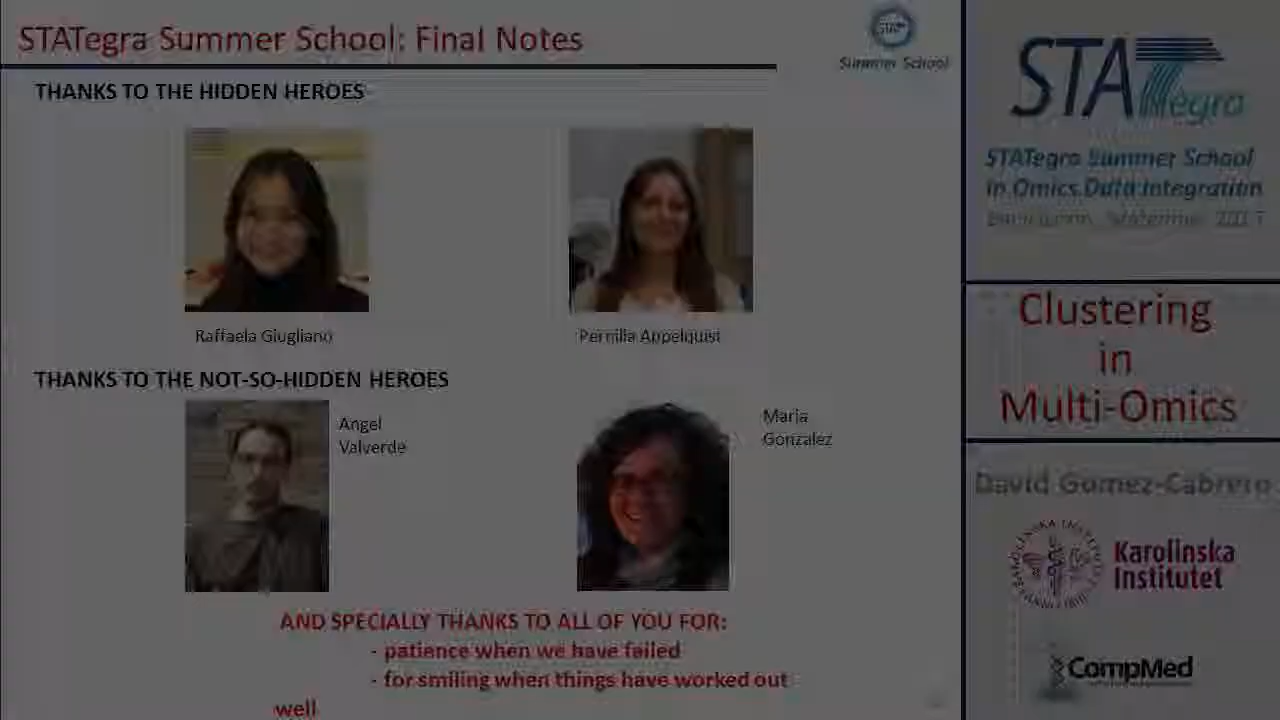 STATegra Summer School: Final Notes
Summer School
THANKS TO THE HIDDEN HEROES
Raffaela Giugliano
Pernilla Appelquist
THANKS TO THE NOT-SO-HIDDEN HEROES
Angel
Valverde
Maria
Gonzalez
AND SPECIALLY THANKS TO ALL OF YOU FOR:
- patience when we have failed
- for smiling when things have worked out
well
STATegra
STATegra Summer School
in Omics Data Integration
Clustering
in
Multi-Omics
David Gomez-Cabrero
Karolinska
Institutet
CompMed